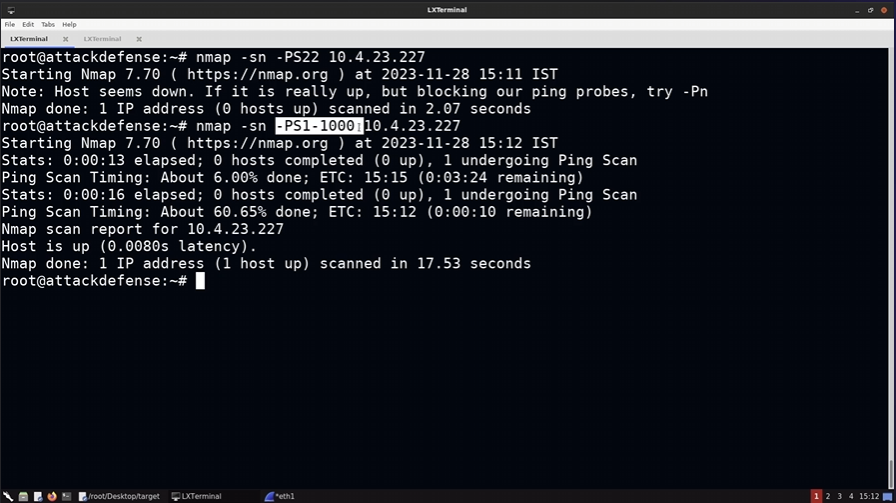 LXTerminal
File Edit Tabs Help
LXTerminal LXTerminal
root@attackdefense:~# nmap -sn -PS22 10.4.23.227
Starting Nmap 7.70 ( https://nmap.org ) at 2023-11-28 15:11 IST
Note: Host seems down. If it is really up, but blocking our ping probes, try -Pn
Nmap done: 1 IP address (0 hosts up) scanned in 2.07 seconds
root@attackdefense:~# nmap -sn -PS1-1000 10.4.23.227
Starting Nmap 7.70 ( https://nmap.org ) at 2023-11-28 15:12 IST
Stats: 0:00:13 elapsed; 0 hosts completed (0 up), 1 undergoing Ping Scan
Ping Scan Timing: About 6.00% done; ETC: 15:15 (0:03:24 remaining)
Stats: 0:00:16 elapsed; 0 hosts completed (0 up), 1 undergoing Ping Scan
Ping Scan Timing: About 60.65% done; ETC: 15:12 (0:00:10 remaining)
Nmap scan report for 10.4.23.227
Host is up (0.0080s latency).
Nmap done: 1 IP address (1 host up) scanned in 17.53 seconds
root@attackdefense:~#
/root/Desktop/target LXTerminal *eth1 1 2 3 4 15:12